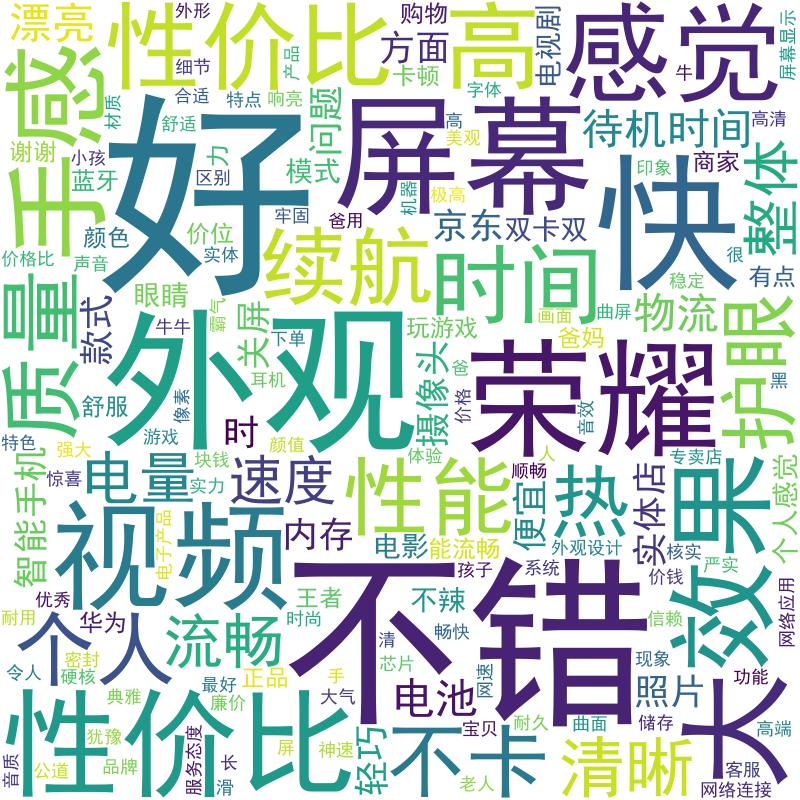 漂亮
外形
性价比
细节
产品
购物
方面
卡顿
高
电视剧
感觉
牛
屏幕显示
手感
材质
合适
特点
响亮
舒适
字体
问题
屏幕
高
美观
待机时间
高清
谢谢
小孩
蓝牙
好
力
区别
模式
极高
机器
快
印象
商家
整体
颜色
价位
牢固
爸用
京东
双卡双
很
有点
价格比
声音
实体
续航
时间
稳定
质量
款式
眼睛
牛牛
霸气
关屏
下单
玩游戏
画面
曲屏
爸妈
物流
护眼
外观
舒服
像素
耳机
摄像头
爸
价格
荣耀
音效
黑
特色
强大
游戏
时
颜值
体验
人
专卖店
智能手机
惊喜
电量
块钱
实力
速度
性能
顺畅
便宜
热
实体店
效果
个人感觉
视频
电子产品
内存
电影
能流畅
外观设计
核实
严实
优秀
耐用
孩子
系统
价钱
个人
华为
时尚
王者
不辣
不错
信赖
网络应用
令人
密封
硬核
流畅
清
畅快
芯片
网速
现象
功能
正品
手
大气
最好
廉价
性价比
典雅
犹豫
公道
品牌
音质
服务态度
长
滑
屏
神速
轻巧
电池
不卡
宝贝
耐久
老人
曲面
储存
照片
大
高端
清晰
客服
网络连接